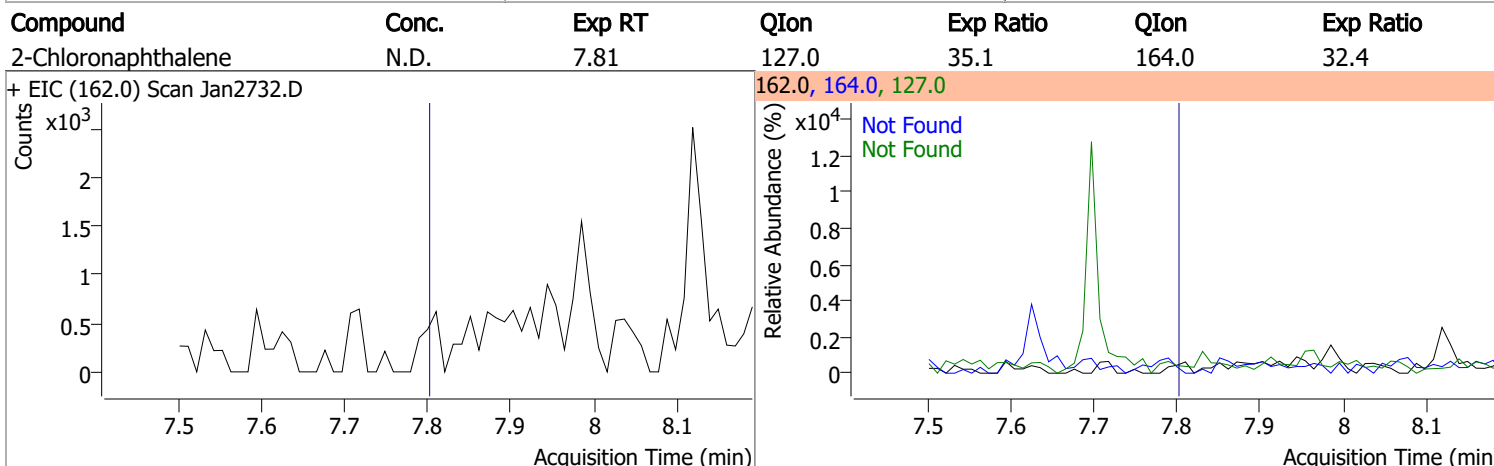 Compound Conc. Exp RT QIon Exp Ratio QIon Exp Ratio
2-Chloronaphthalene N.D. 7.81 127.0 35.1 164.0 32.4
+ EIC (162.0) Scan Jan2732.D
Counts
x10³
2
1.5
1
0.5
0
7.5 7.6 7.7 7.8 7.9 8 8.1
Acquisition Time (min)
162.0, 164.0, 127.0
Relative Abundance (%)
x10⁴
Not Found
Not Found
1.2
1
0.8
0.6
0.4
0.2
0
7.5 7.6 7.7 7.8 7.9 8 8.1
Acquisition Time (min)